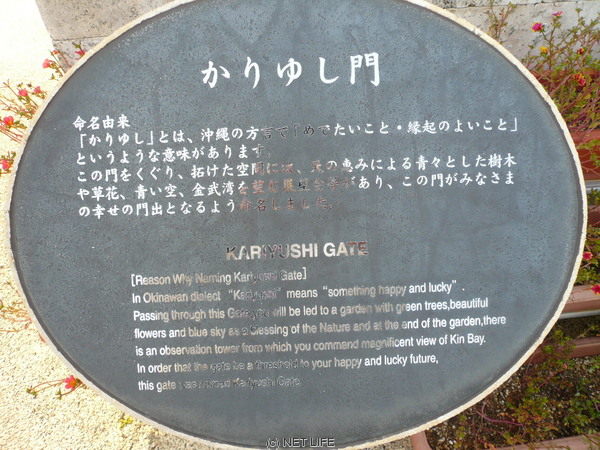 かりゆし門
命名由来
「かりゆし」とは、沖縄の方言で「めでたいこと・縁起のよいこと」
というような意味があります。
この門をくぐり、拓けた空間には、天の恵みによる青々とした樹木
や草花、青い空、金武湾を望む展望台等があり、この門がみなさま
の幸せの門出となるよう命名しました。
KARIYUSHI GATE
[Reason Why Naming Kariyushi Gate]
In Okinawan dialect “Kariyushi” means “something happy and lucky”.
Passing through this Gate, you will be led to a garden with green trees,beautiful
flowers and blue sky as a blessing of the Nature and at the end of the garden,there
is an observation tower from which you commend magnificent view of Kin Bay.
In order that the gate be a threshold to your happy and lucky future,
this gate was named Kariyushi Gate.
(C) NET LIFE